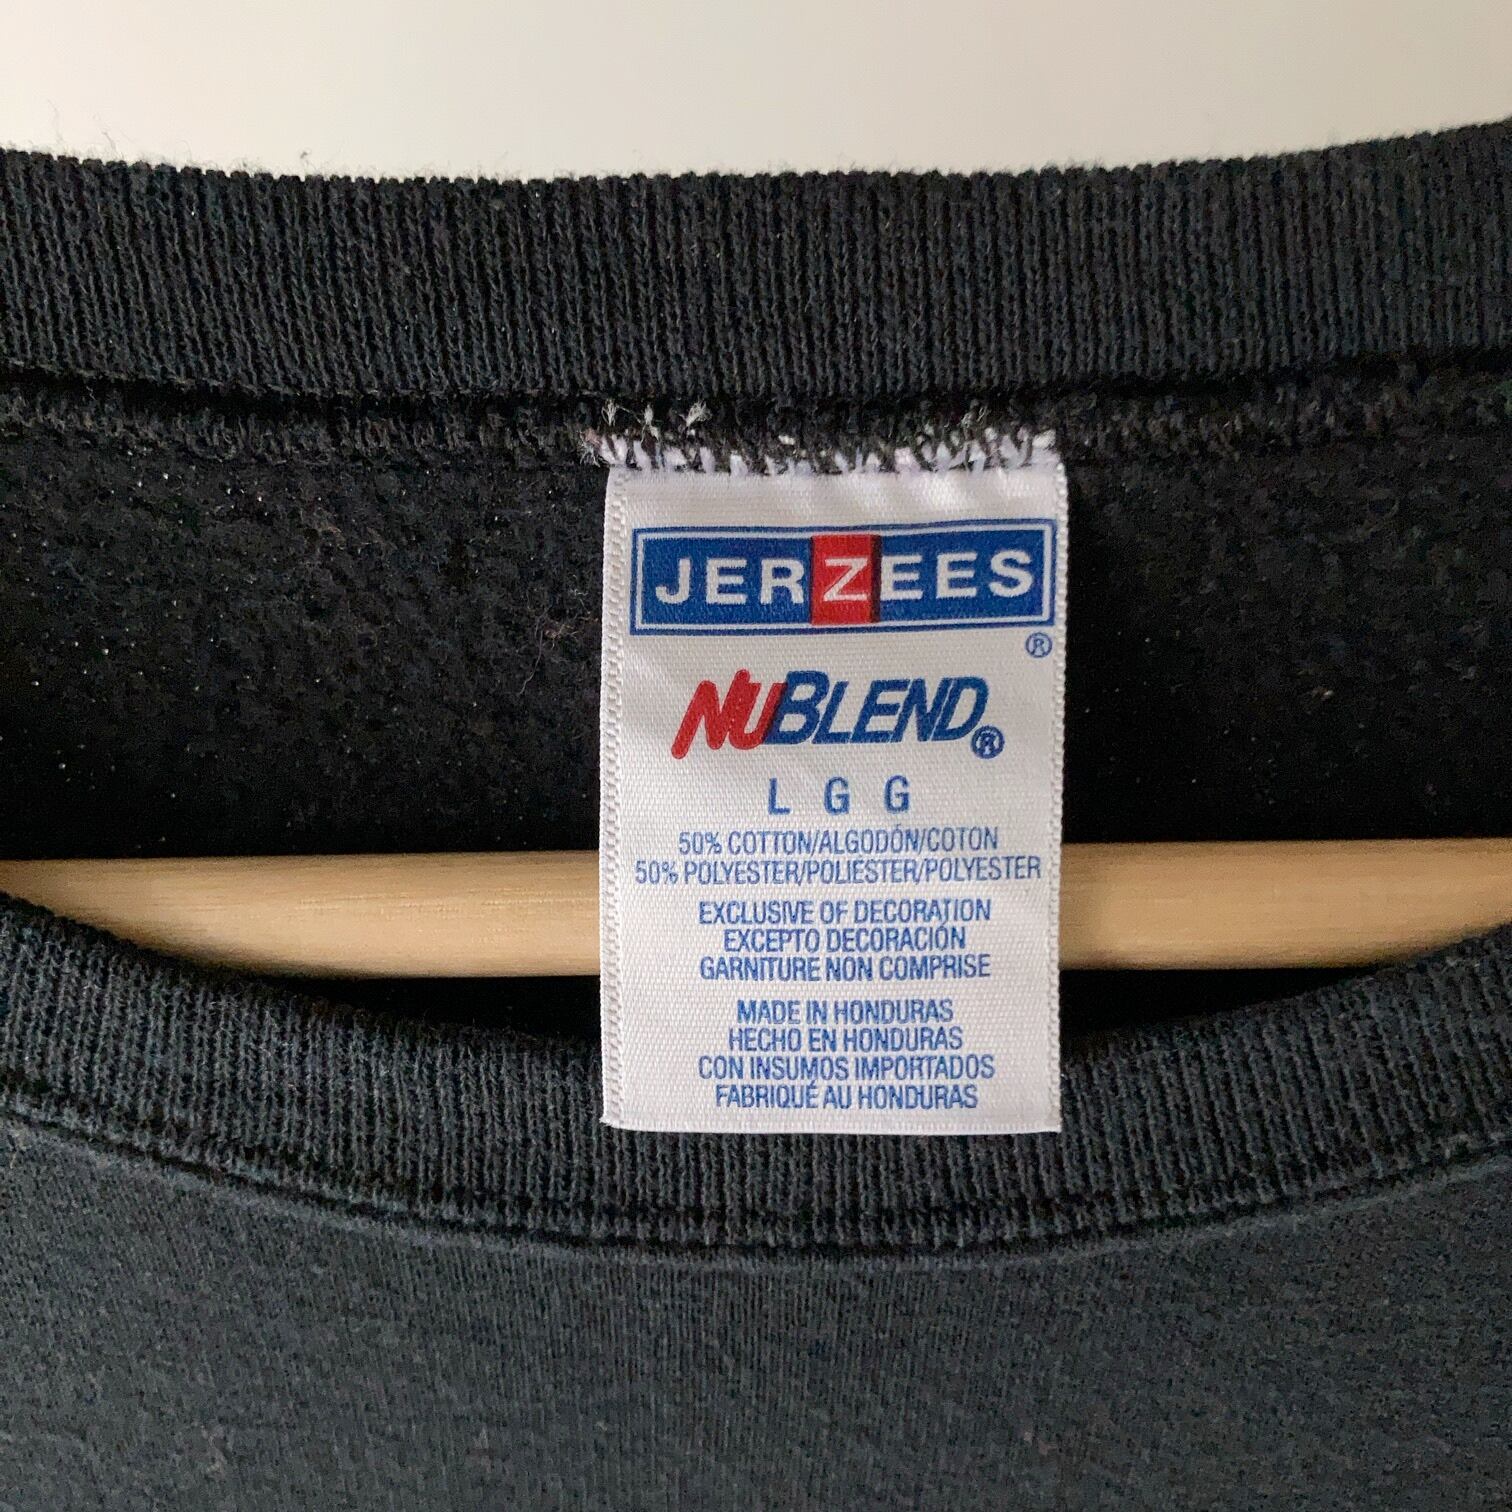 JERZEES
®
NUBLEND®
L G G
50% COTTON/ALGODÓN/COTON
50% POLYESTER/POLIESTER/POLYESTER
EXCLUSIVE OF DECORATION
EXCEPTO DECORACIÓN
GARNITURE NON COMPRISE
MADE IN HONDURAS
HECHO EN HONDURAS
CON INSUMOS IMPORTADOS
FABRIQUÉ AU HONDURAS